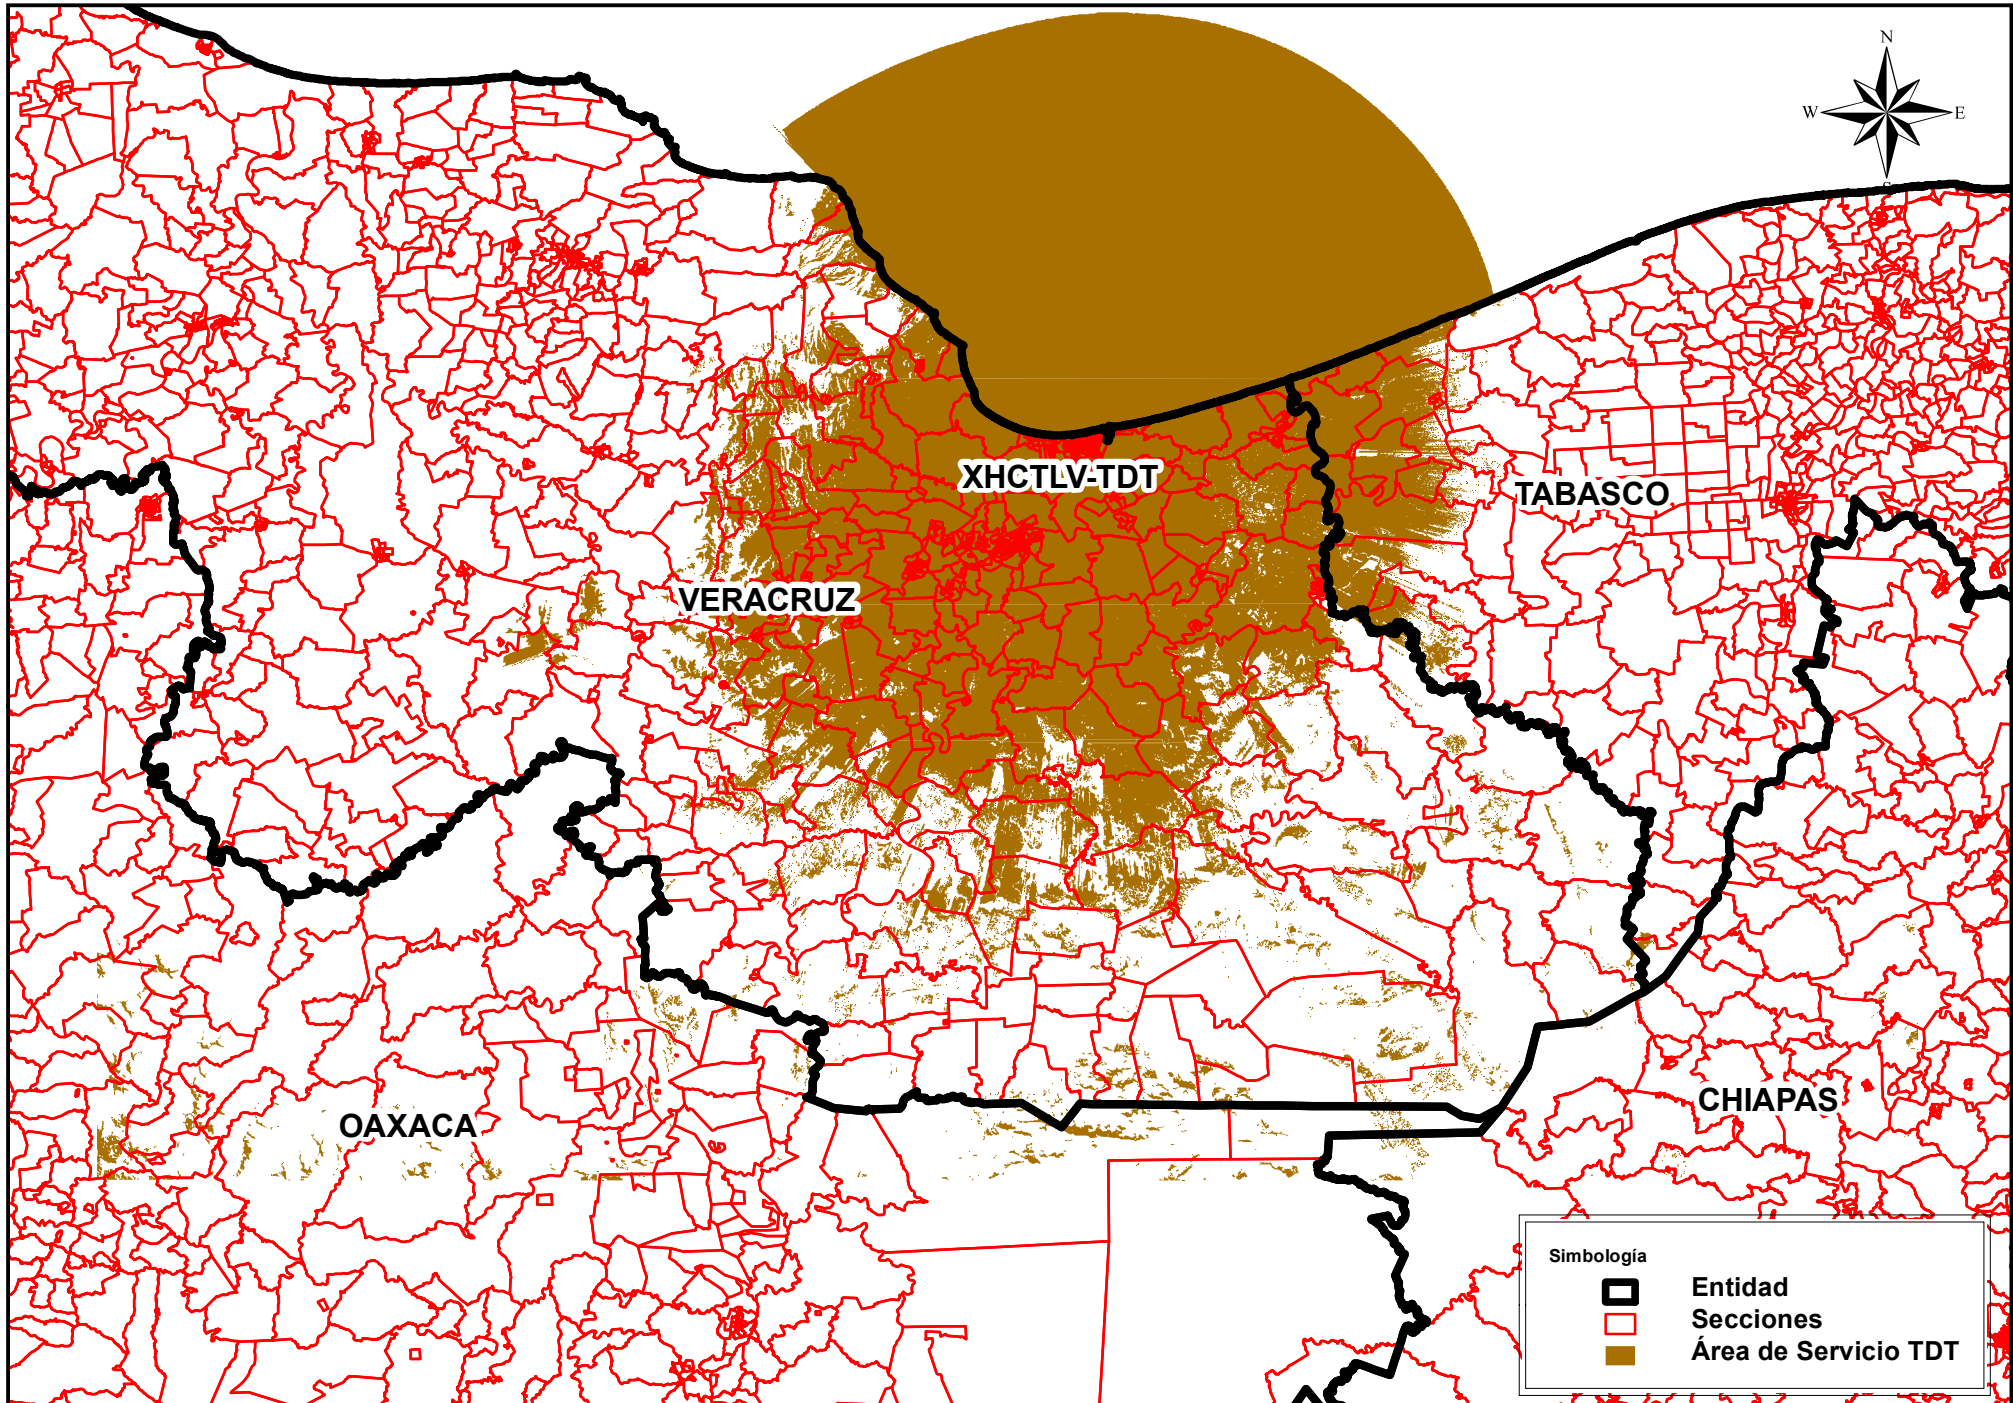 N
W E
S
XHCTLV-TDT
TABASCO
VERACRUZ
OAXACA
CHIAPAS
Simbología
Entidad
Secciones
Área de Servicio TDT